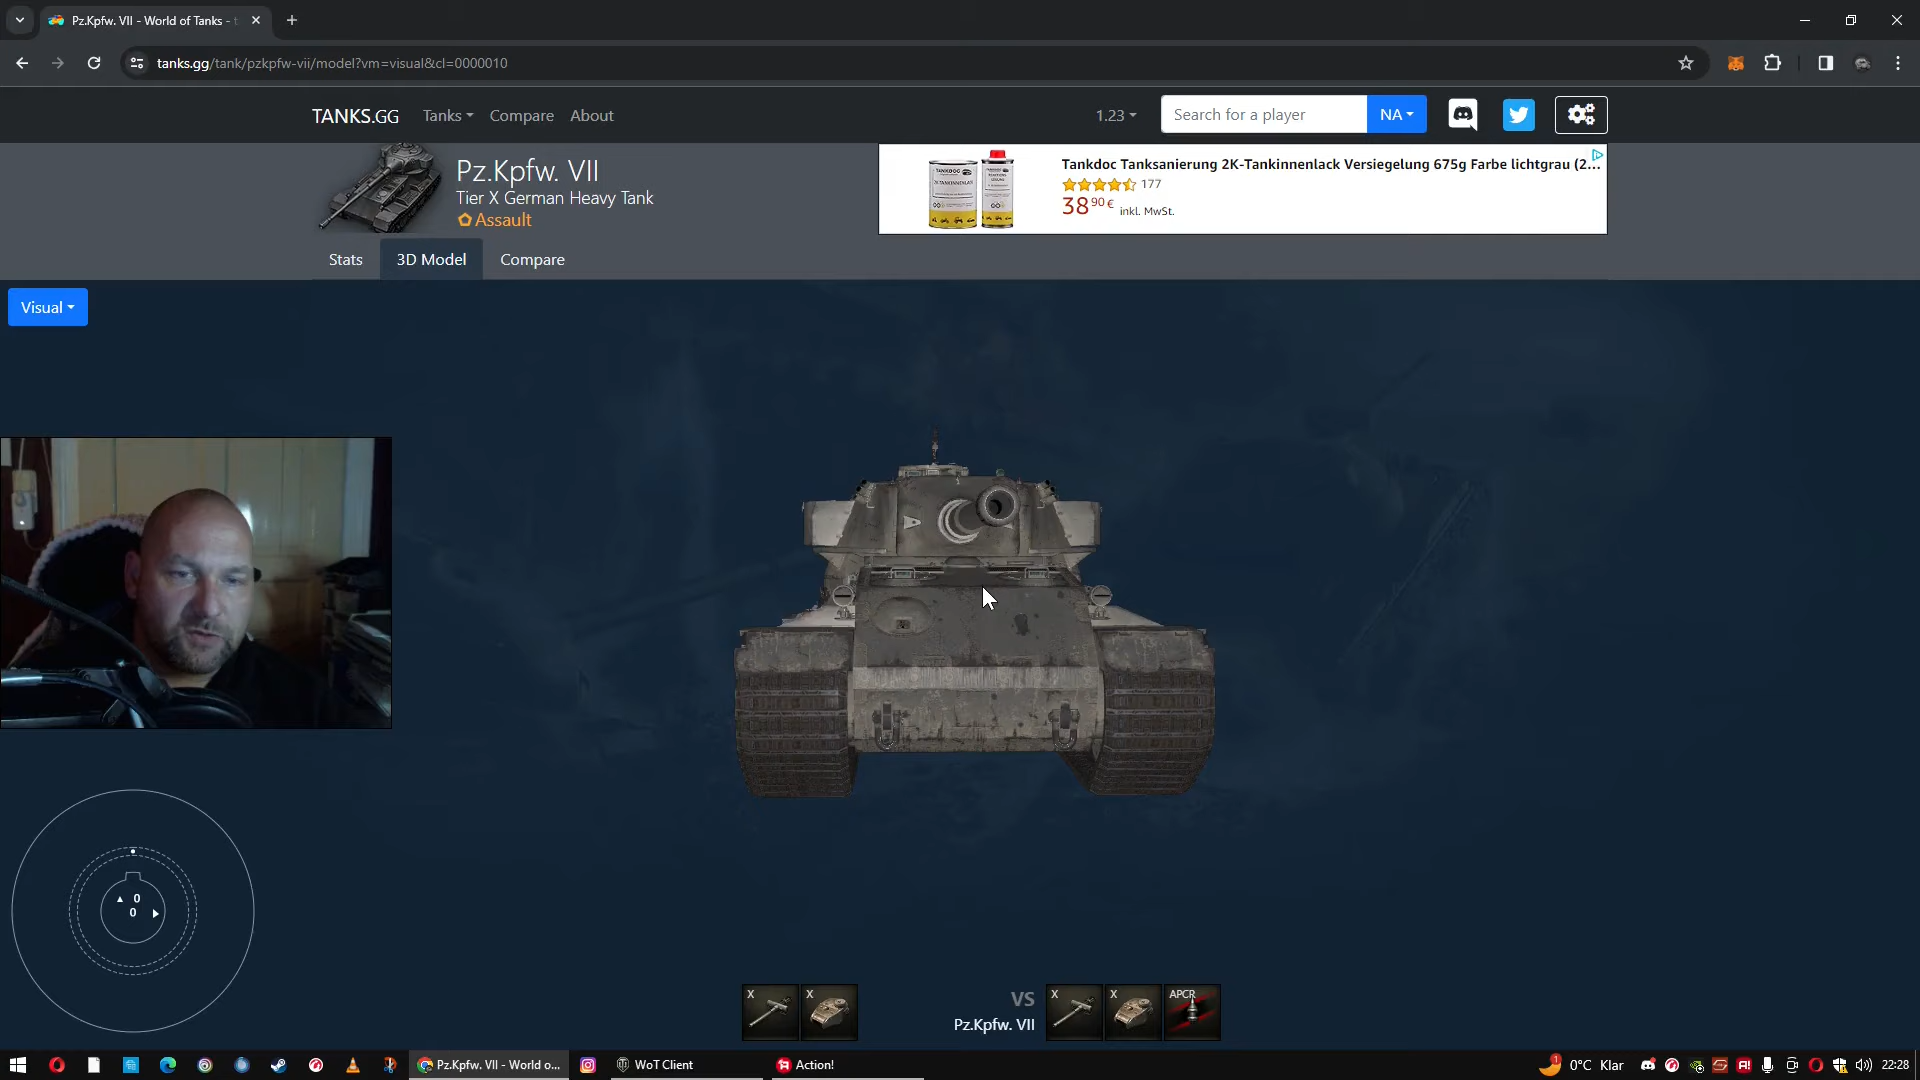 Pz.Kpfw. VII - World of Tanks - t
tanks.gg/tank/pzkpfw-vii/model?vm=visual&cl=0000010
TANKS.GG
Tanks
Compare
About
1.23
Search for a player
NA
Pz.Kpfw. VII
Tier X German Heavy Tank
Assault
Tankdoc Tanksanierung 2K-Tankinnenlack Versiegelung 675g Farbe lichtgrau (2...
177
38 90 € inkl. MwSt.
Stats
3D Model
Compare
Visual
0
0
X
X
VS
Pz.Kpfw. VII
X
X
APCR
Pz.Kpfw. VII - World o...
WoT Client
Action!
1
0°C Klar
22:28